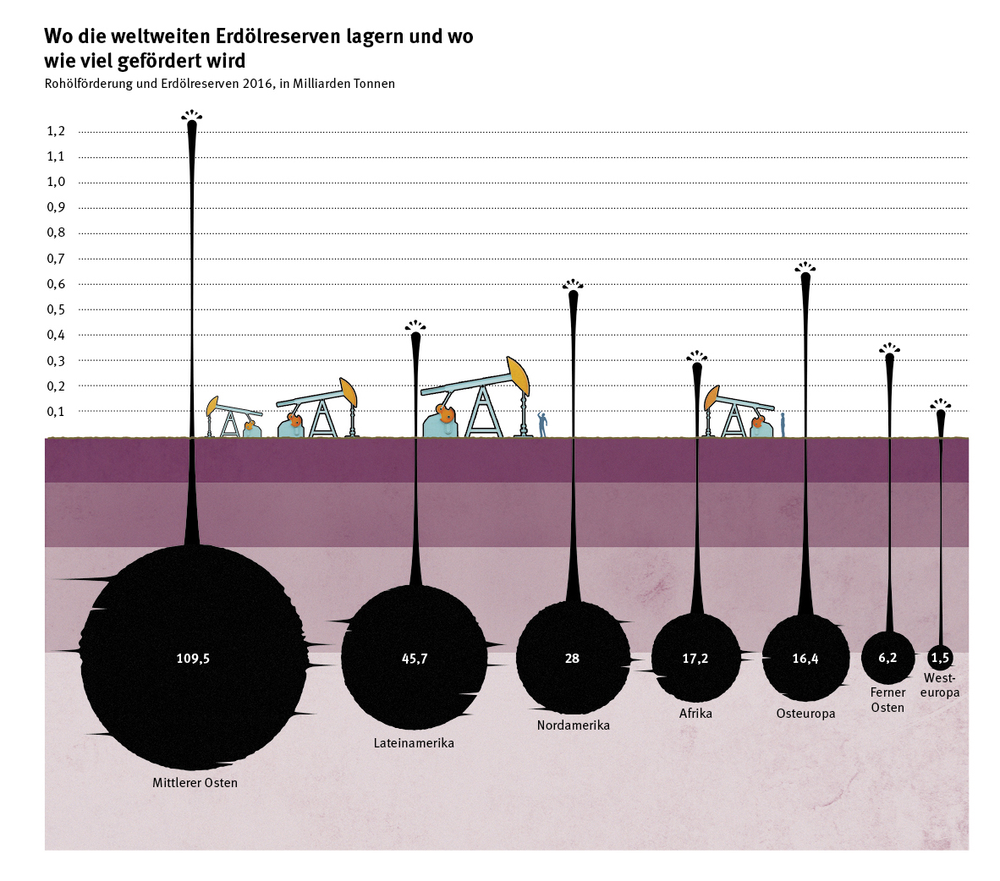 Wo die weltweiten Erdölreserven lagern und wo
wie viel gefördert wird
Rohölförderung und Erdölreserven 2016, in Milliarden Tonnen
1,2
1,1
1,0
0,9
0,8
0,7
0,6
0,5
0,4
0,3
0,2
0,1
109,5
45,7
28
17,2
16,4
6,2
1,5
Mittlerer Osten
Lateinamerika
Nordamerika
Afrika
Osteuropa
Ferner
Osten
West-
europa